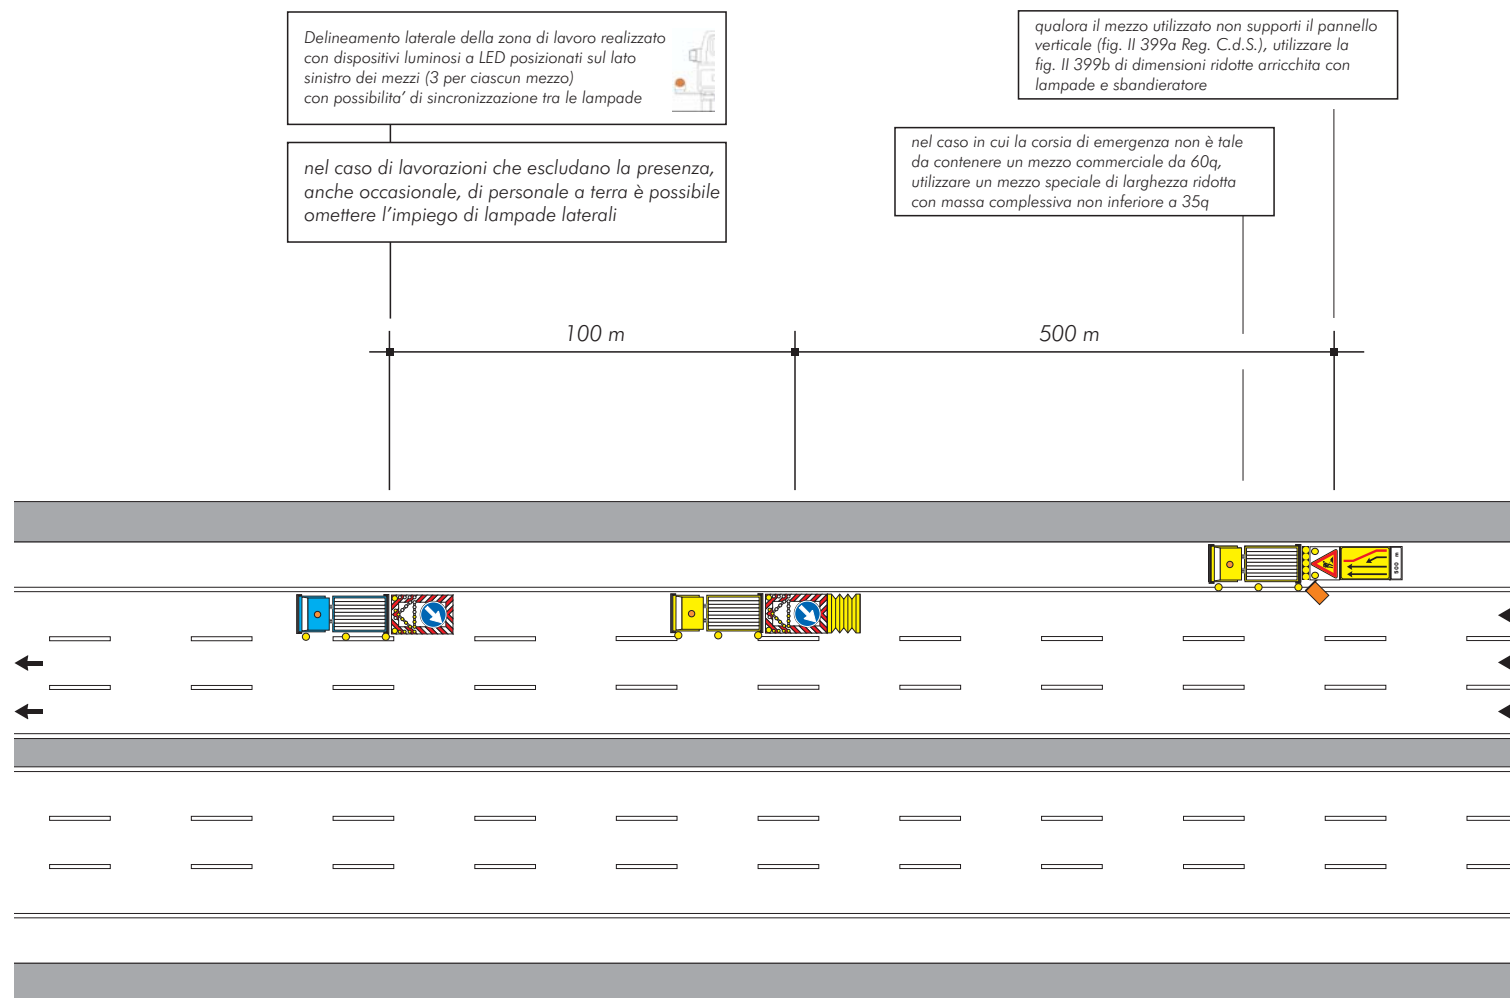 Delineamento laterale della zona di lavoro realizzato
con dispositivi luminosi a LED posizionati sul lato
sinistro dei mezzi (3 per ciascun mezzo)
con possibilita' di sincronizzazione tra le lampade
nel caso di lavorazioni che escludano la presenza,
anche occasionale, di personale a terra è possibile
omettere l'impiego di lampade laterali
qualora il mezzo utilizzato non supporti il pannello
verticale (fig. II 399a Reg. C.d.S.), utilizzare la
fig. II 399b di dimensioni ridotte arricchita con
lampade e sbandieratore
nel caso in cui la corsia di emergenza non è tale
da contenere un mezzo commerciale da 60q,
utilizzare un mezzo speciale di larghezza ridotta
con massa complessiva non inferiore a 35q
100 m
500 m
500 m